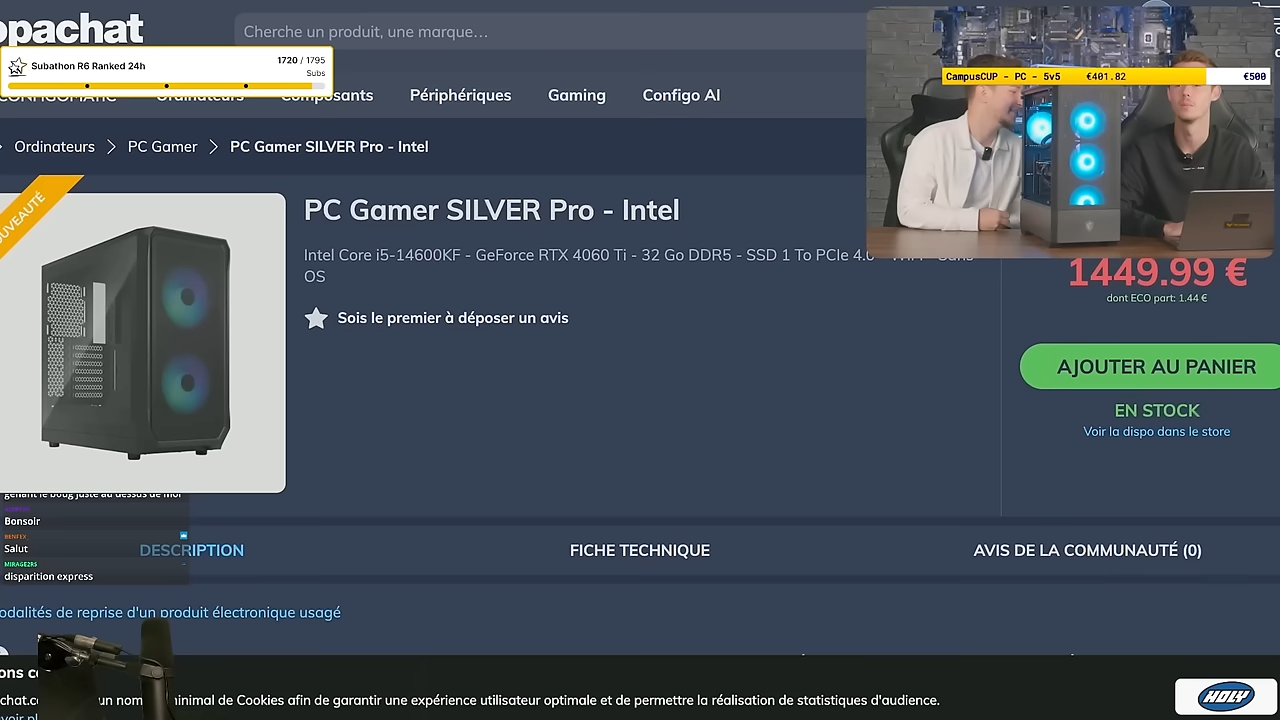 opachat
Cherche un produit, une marque…
Subathon R6 Ranked 24h
1720 / 1795
Subs
CampusCUP - PC - 5v5 €401.82 €500
Ordinateurs
Composants
Périphériques
Gaming
Configo AI
Ordinateurs
PC Gamer
PC Gamer SILVER Pro - Intel
PC Gamer SILVER Pro - Intel
Intel Core i5-14600KF - GeForce RTX 4060 Ti - 32 Go DDR5 - SSD 1 To PCIe 4.0
OS
Sois le premier à déposer un avis
1449.99 €
dont ECO part: 1.44 €
AJOUTER AU PANIER
EN STOCK
Voir la dispo dans le store
Bonsoir
Salut
MIRAGE2RS
disparition express
DESCRIPTION
FICHE TECHNIQUE
AVIS DE LA COMMUNAUTÉ (0)
odalités de reprise d'un produit électronique usagé
un nom minimal de Cookies afin de garantir une expérience utilisateur optimale et de permettre la réalisation de statistiques d'audience.
HOLY